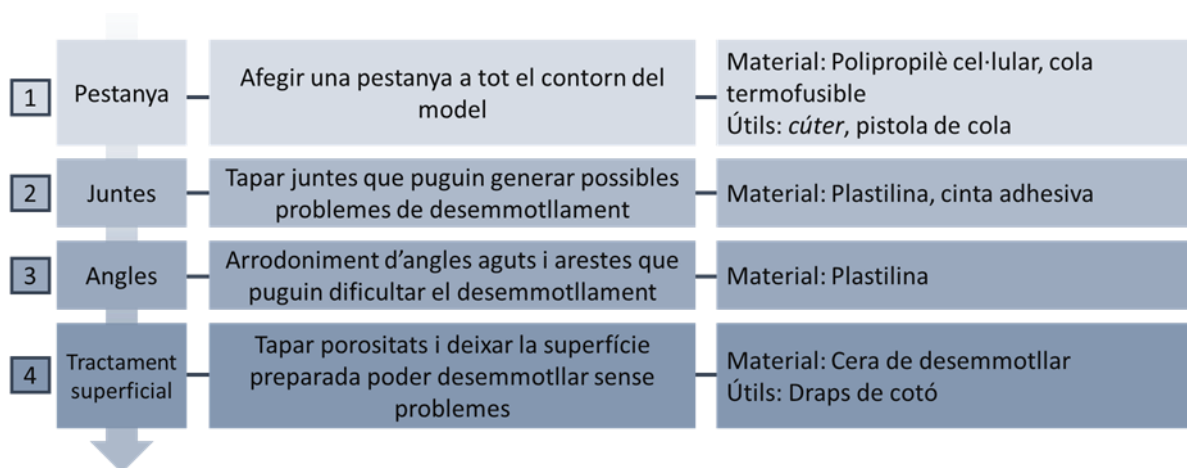 1
Pestanya
Afegir una pestanya a tot el contorn del
model
Material: Polipropilè cel·lular, cola
termofusible
Útils: cúter, pistola de cola
2
Juntes
Tapar juntes que puguin generar possibles
problemes de desemmotllament
Material: Plastilina, cinta adhesiva
3
Angles
Arrodoniment d’angles aguts i arestes que
puguin dificultar el desemmotllament
Material: Plastilina
4
Tractament
superficial
Tapar porositats i deixar la superfície
preparada poder desemmotllar sense
problemes
Material: Cera de desemmotllar
Útils: Draps de cotó